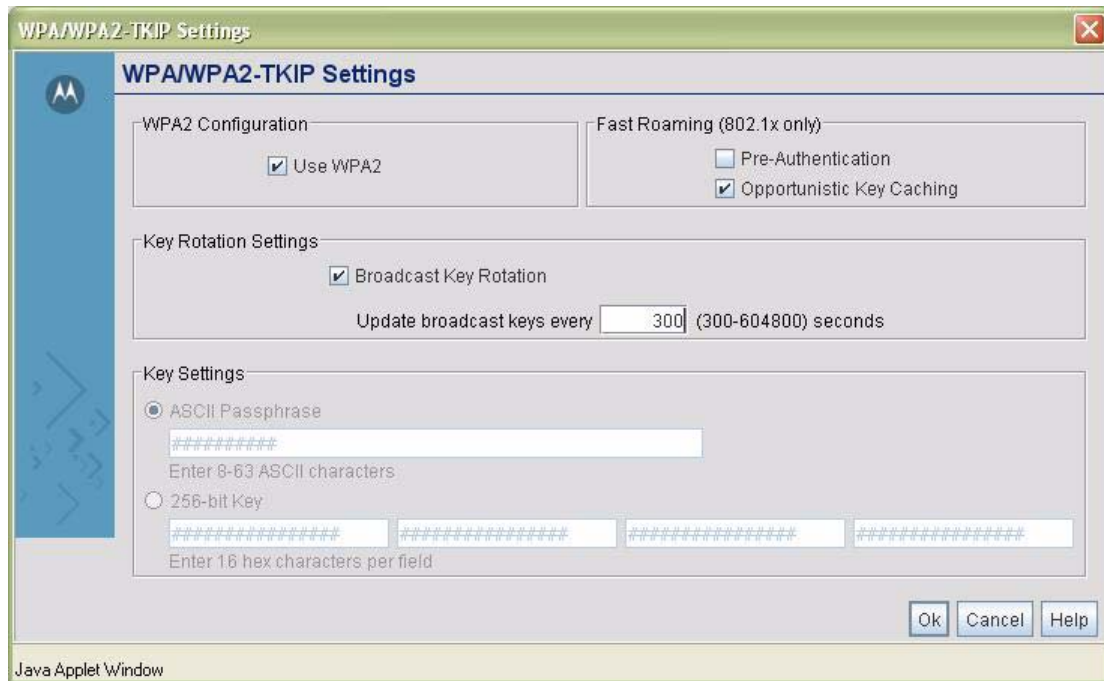 WPA/WPA2-TKIP Settings
WPA/WPA2-TKIP Settings
WPA2 Configuration
Use WPA2
Fast Roaming (802.1x only)
Pre-Authentication
Opportunistic Key Caching
Key Rotation Settings
Broadcast Key Rotation
Update broadcast keys every 300 (300-604800) seconds
Key Settings
ASCII Passphrase
##########
Enter 8-63 ASCII characters
256-bit Key
################ ################ ################ ################
Enter 16 hex characters per field
Ok Cancel Help
Java Applet Window